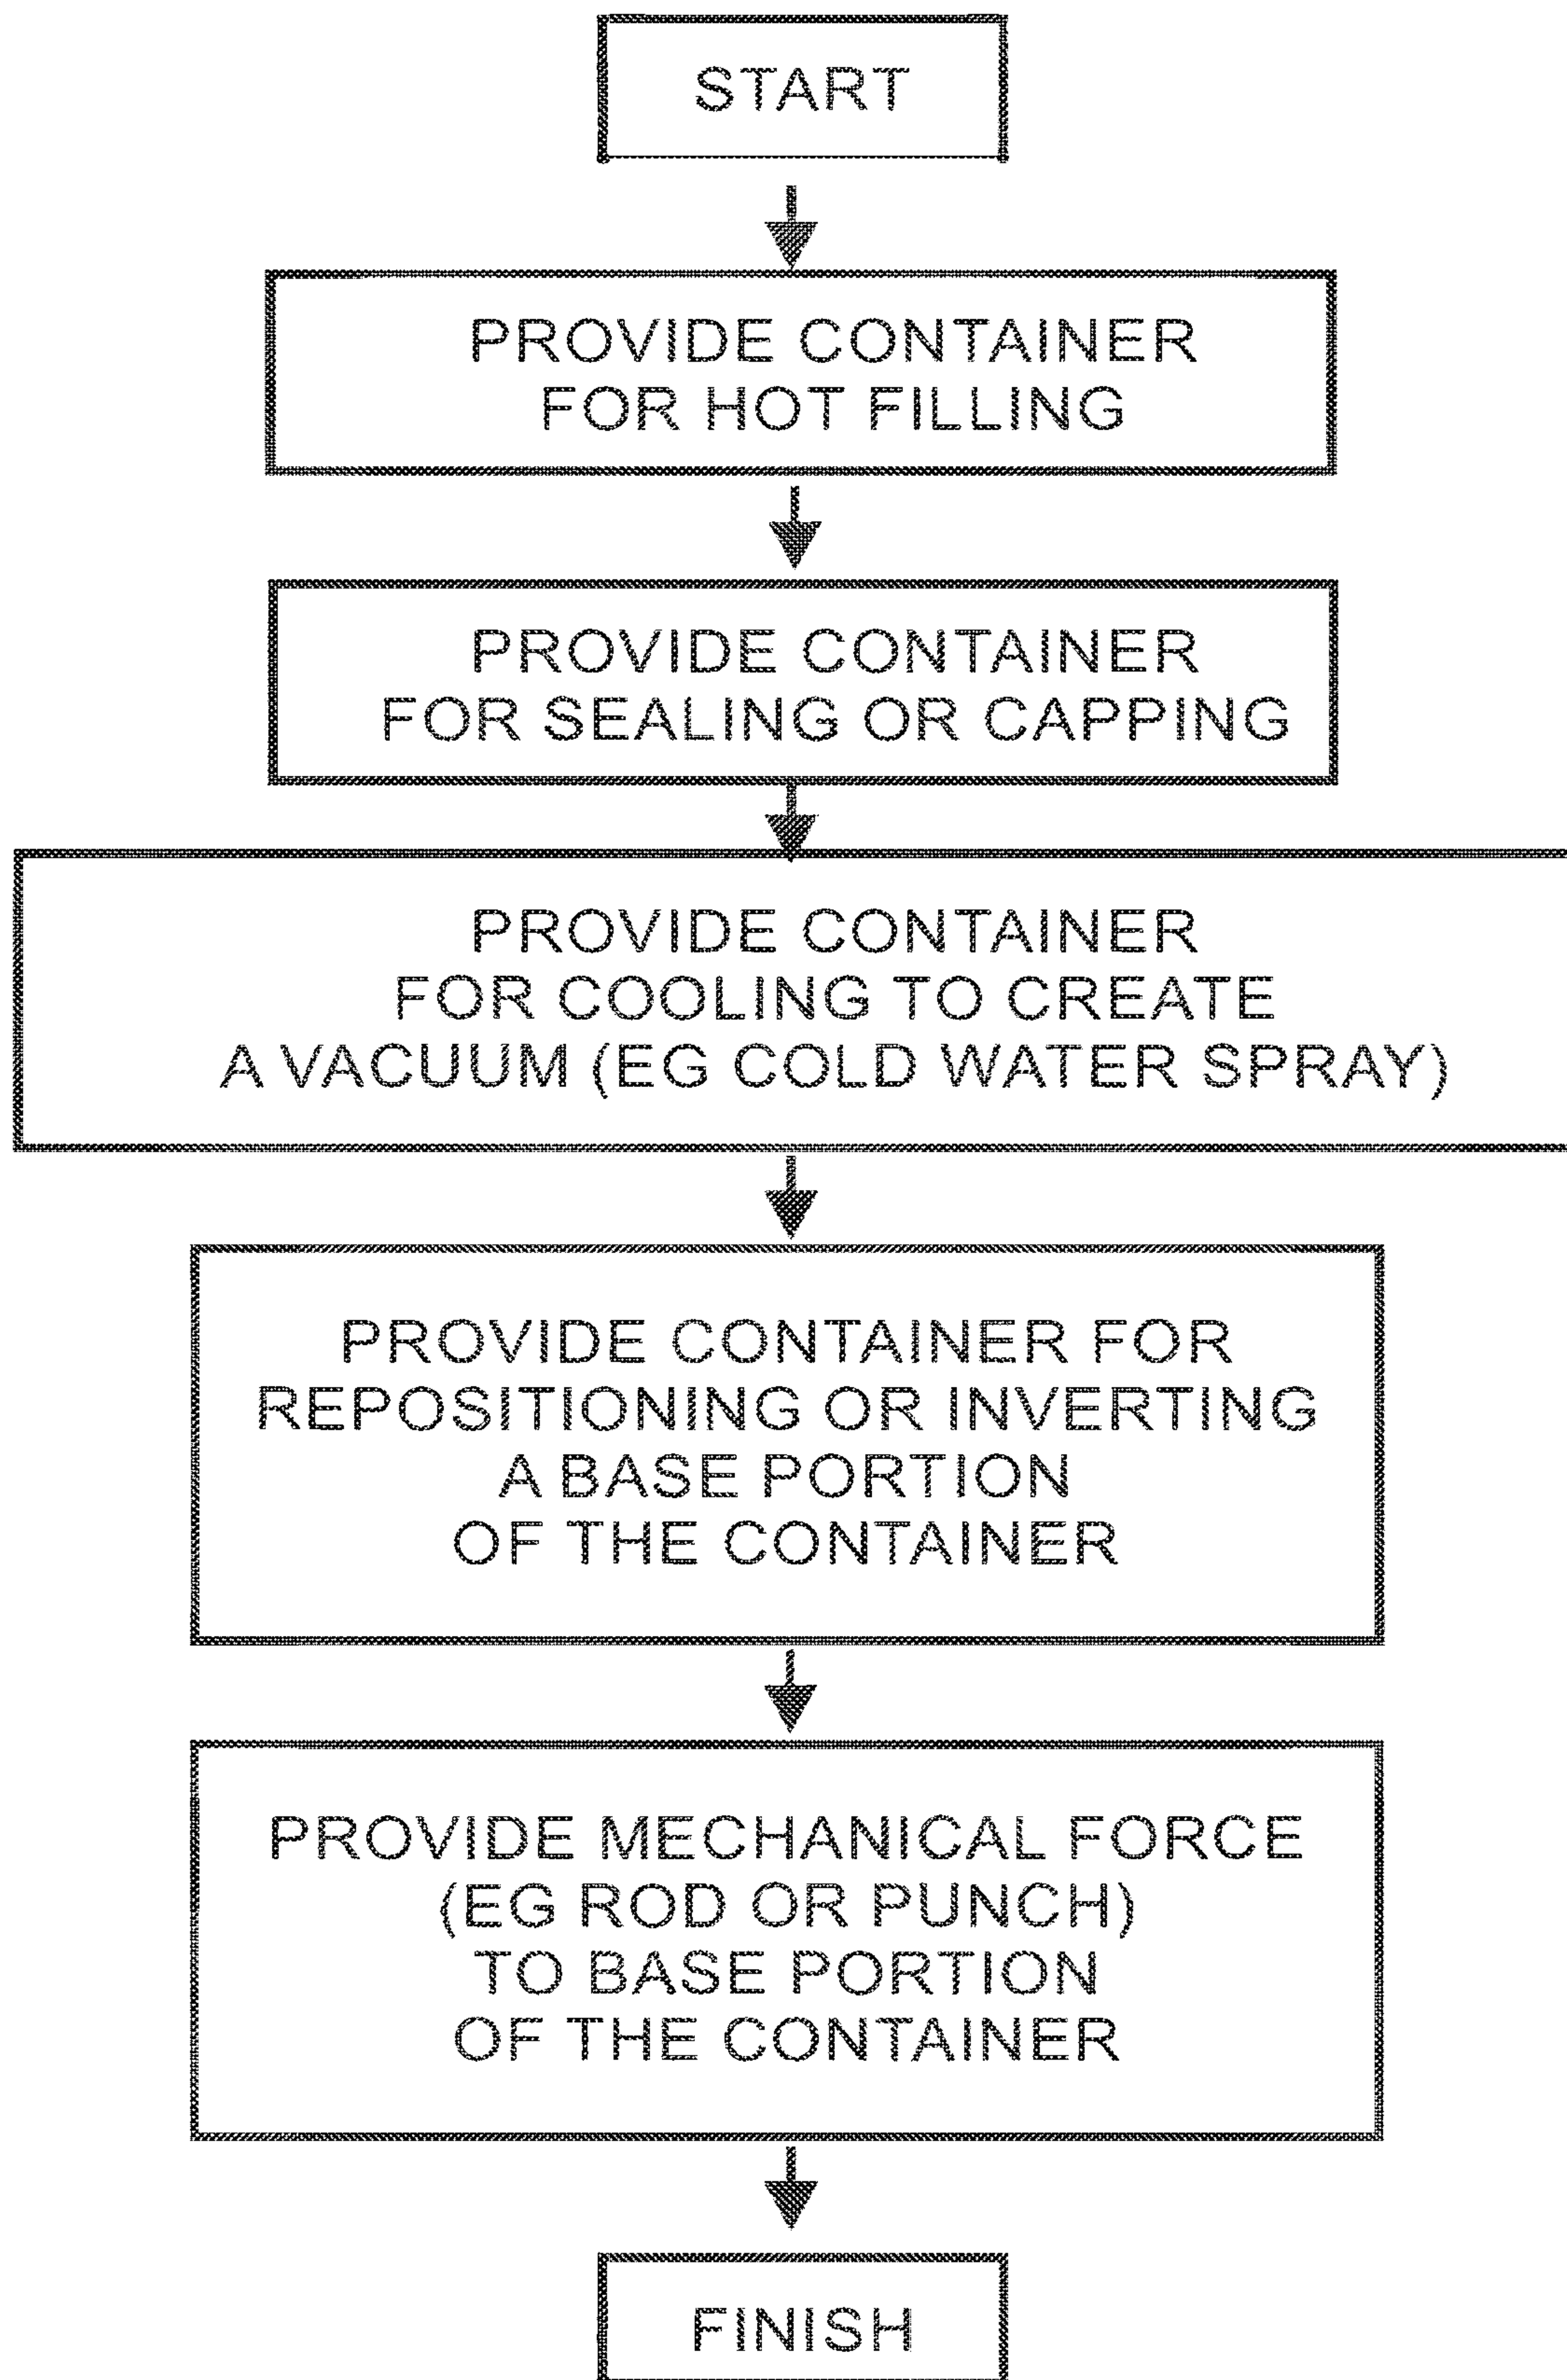 START
PROVIDE CONTAINER
FOR HOT FILLING
PROVIDE CONTAINER
FOR SEALING OR CAPPING
PROVIDE CONTAINER
FOR COOLING TO CREATE
A VACUUM (EG COLD WATER SPRAY)
PROVIDE CONTAINER FOR
REPOSITIONING OR INVERTING
A BASE PORTION
OF THE CONTAINER
PROVIDE MECHANICAL FORCE
(EG ROD OR PUNCH)
TO BASE PORTION
OF THE CONTAINER
FINISH